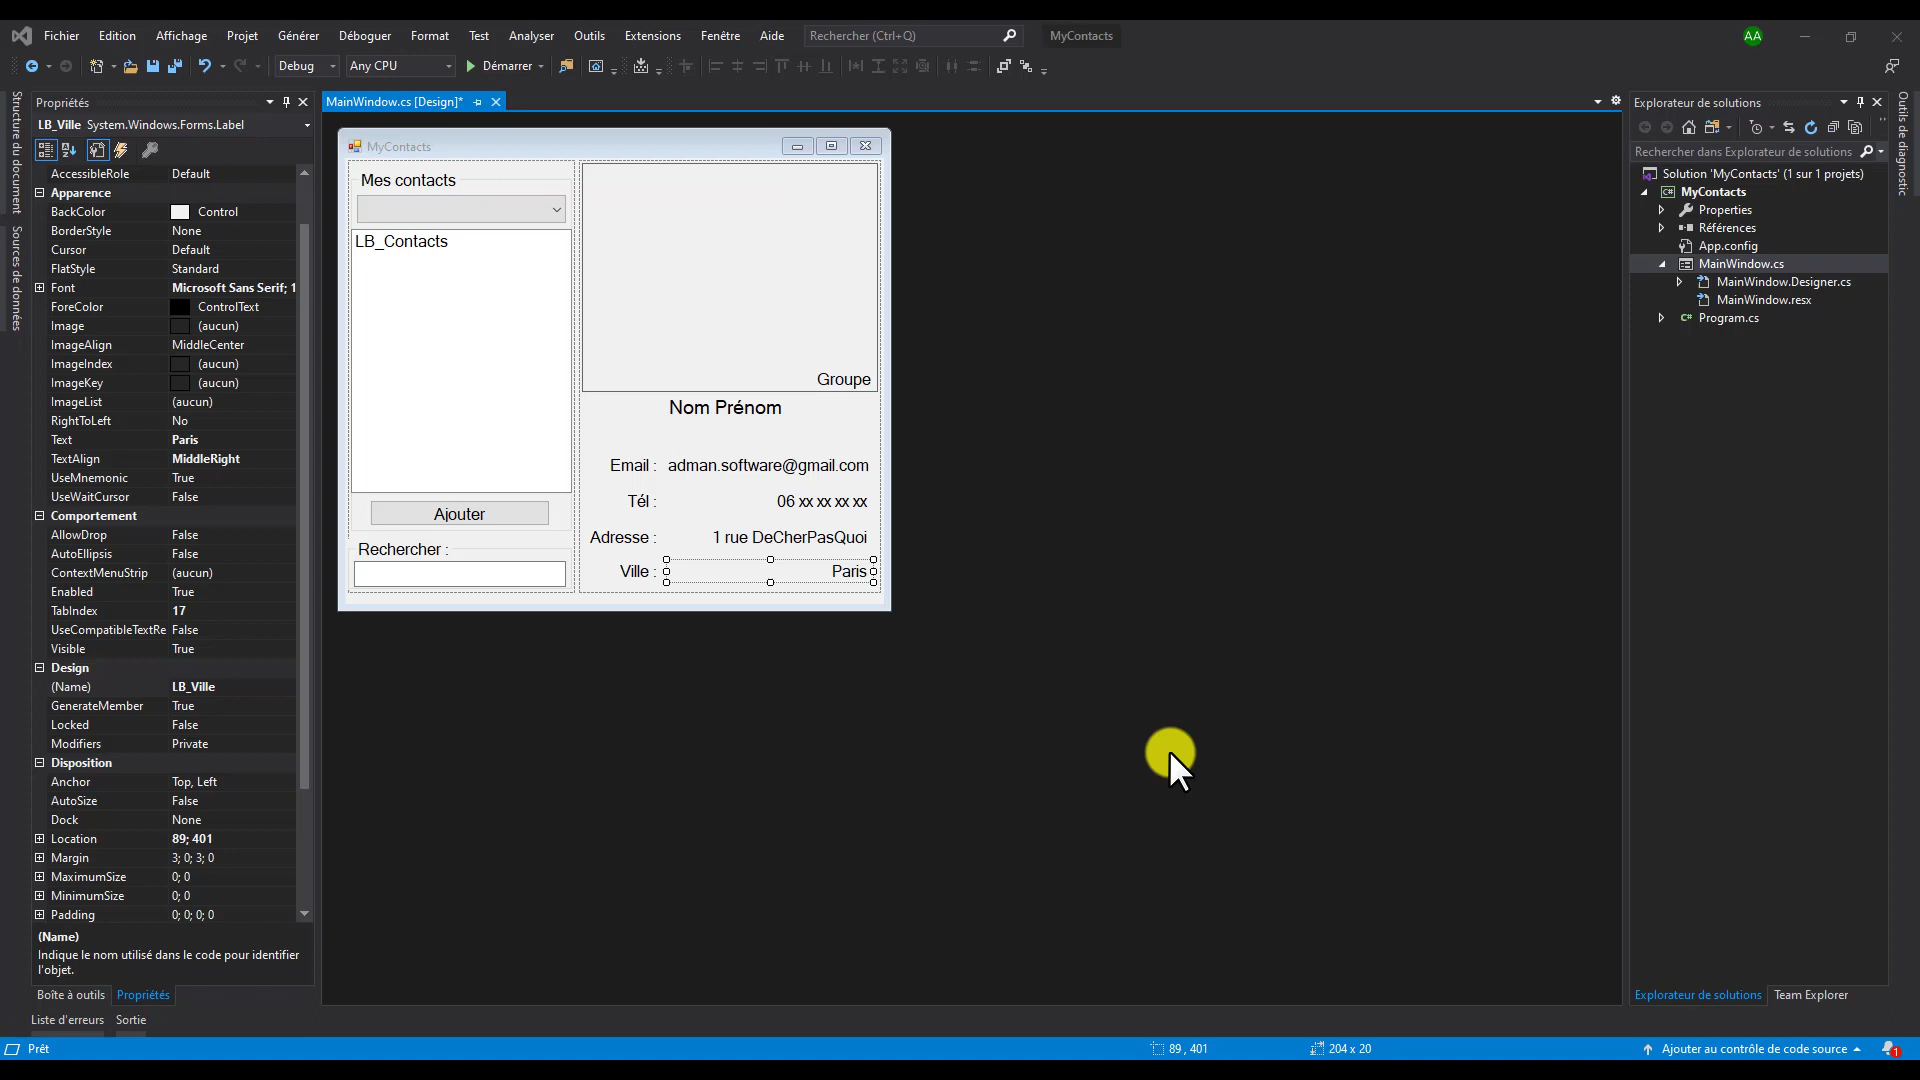 Fichier Edition Affichage Projet Générer Déboguer Format Test Analyser Outils Extensions Fenêtre Aide Rechercher (Ctrl+Q) MyContacts AA
Debug Any CPU Démarrer
Structure du document
Sources de données
Propriétés
LB_Ville System.Windows.Forms.Label
AccessibleRole Default
Apparence
BackColor Control
BorderStyle None
Cursor Default
FlatStyle Standard
Font Microsoft Sans Serif; 1
ForeColor ControlText
Image (aucun)
ImageAlign MiddleCenter
ImageIndex (aucun)
ImageKey (aucun)
ImageList (aucun)
RightToLeft No
Text Paris
TextAlign MiddleRight
UseMnemonic True
UseWaitCursor False
Comportement
AllowDrop False
AutoEllipsis False
ContextMenuStrip (aucun)
Enabled True
TabIndex 17
UseCompatibleTextRe False
Visible True
Design
(Name) LB_Ville
GenerateMember True
Locked False
Modifiers Private
Disposition
Anchor Top, Left
AutoSize False
Dock None
Location 89; 401
Margin 3; 0; 3; 0
MaximumSize 0; 0
MinimumSize 0; 0
Padding 0; 0; 0; 0
(Name)
Indique le nom utilisé dans le code pour identifier
l'objet.
Boîte à outils Propriétés
Liste d'erreurs Sortie
MainWindow.cs [Design]*
MyContacts
Mes contacts
LB_Contacts
Ajouter
Rechercher :
Groupe
Nom Prénom
Email : adman.software@gmail.com
Tél : 06 xx xx xx xx
Adresse : 1 rue DeCherPasQuoi
Ville : Paris
Explorateur de solutions
Rechercher dans Explorateur de solutions
Solution 'MyContacts' (1 sur 1 projets)
MyContacts
Properties
Références
App.config
MainWindow.cs
MainWindow.Designer.cs
MainWindow.resx
Program.cs
Explorateur de solutions Team Explorer
Outils de diagnostic
Prêt 89 , 401 204 x 20 Ajouter au contrôle de code source 1